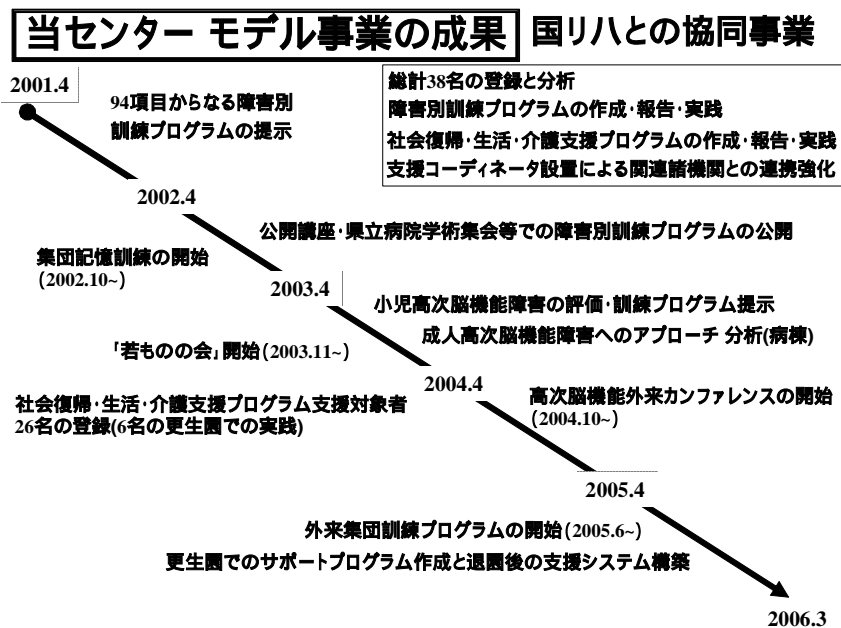 当センター モデル事業の成果 国リハとの協同事業
2001.4
総計38名の登録と分析
障害別訓練プログラムの作成･報告･実践
社会復帰･生活･介護支援プログラムの作成･報告･実践
支援コーディネータ設置による関連諸機関との連携強化
94項目からなる障害別
訓練プログラムの提示
2002.4
公開講座･県立病院学術集会等での障害別訓練プログラムの公開
集団記憶訓練の開始
(2002.10~)
2003.4
小児高次脳機能障害の評価･訓練プログラム提示
成人高次脳機能障害へのアプローチ 分析(病棟)
｢若ものの会｣開始(2003.11~)
2004.4
高次脳機能外来カンファレンスの開始
(2004.10~)
社会復帰･生活･介護支援プログラム支援対象者
26名の登録(6名の更生園での実践)
2005.4
外来集団訓練プログラムの開始(2005.6~)
更生園でのサポートプログラム作成と退園後の支援システム構築
2006.3